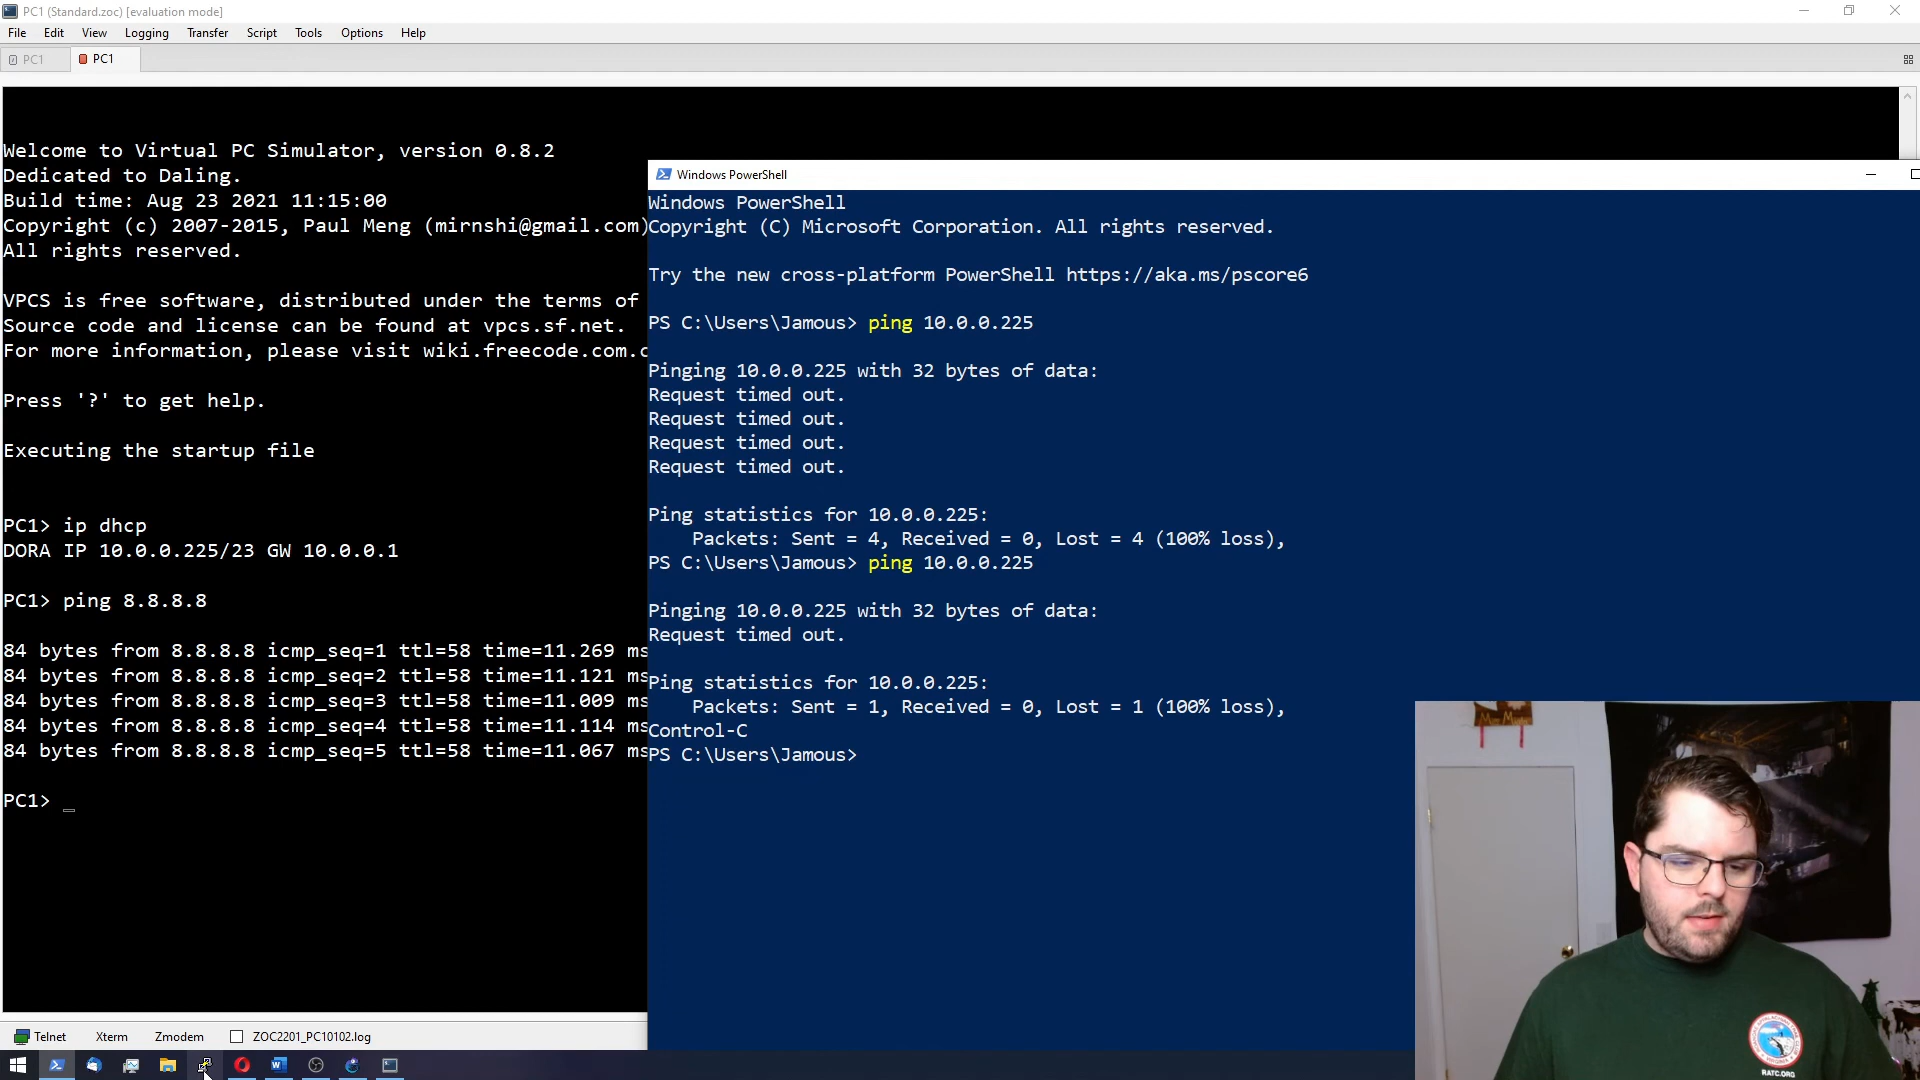 PC1 (Standard.zoc) [evaluation mode]
File Edit View Logging Transfer Script Tools Options Help
PC1
PC1
Welcome to Virtual PC Simulator, version 0.8.2
Dedicated to Daling.
Build time: Aug 23 2021 11:15:00
Copyright (c) 2007-2015, Paul Meng (mirnshi@gmail.com)
All rights reserved.
VPCS is free software, distributed under the terms of
Source code and license can be found at vpcs.sf.net.
For more information, please visit wiki.freecode.com.c
Press '?' to get help.
Executing the startup file
PC1> ip dhcp
DORA IP 10.0.0.225/23 GW 10.0.0.1
PC1> ping 8.8.8.8
84 bytes from 8.8.8.8 icmp_seq=1 ttl=58 time=11.269 ms
84 bytes from 8.8.8.8 icmp_seq=2 ttl=58 time=11.121 ms
84 bytes from 8.8.8.8 icmp_seq=3 ttl=58 time=11.009 ms
84 bytes from 8.8.8.8 icmp_seq=4 ttl=58 time=11.114 ms
84 bytes from 8.8.8.8 icmp_seq=5 ttl=58 time=11.067 ms
PC1> _
Windows PowerShell
Windows PowerShell
Copyright (C) Microsoft Corporation. All rights reserved.
Try the new cross-platform PowerShell https://aka.ms/pscore6
PS C:\Users\Jamous> ping 10.0.0.225
Pinging 10.0.0.225 with 32 bytes of data:
Request timed out.
Request timed out.
Request timed out.
Request timed out.
Ping statistics for 10.0.0.225:
Packets: Sent = 4, Received = 0, Lost = 4 (100% loss),
PS C:\Users\Jamous> ping 10.0.0.225
Pinging 10.0.0.225 with 32 bytes of data:
Request timed out.
Ping statistics for 10.0.0.225:
Packets: Sent = 1, Received = 0, Lost = 1 (100% loss),
Control-C
PS C:\Users\Jamous>
Telnet Xterm Zmodem ZOC2201_PC10102.log
RATC.ORG